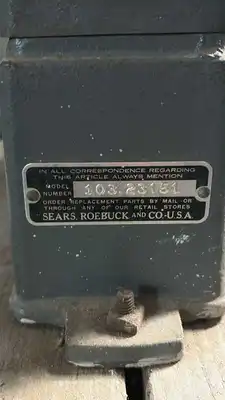 IN ALL CORRESPONDENCE REGARDING
THIS ARTICLE ALWAYS MENTION
MODEL
NUMBER 103.23151
ORDER REPLACEMENT PARTS BY MAIL OR
THROUGH ANY OF OUR RETAIL STORES
SEARS, ROEBUCK AND CO.-U.S.A.